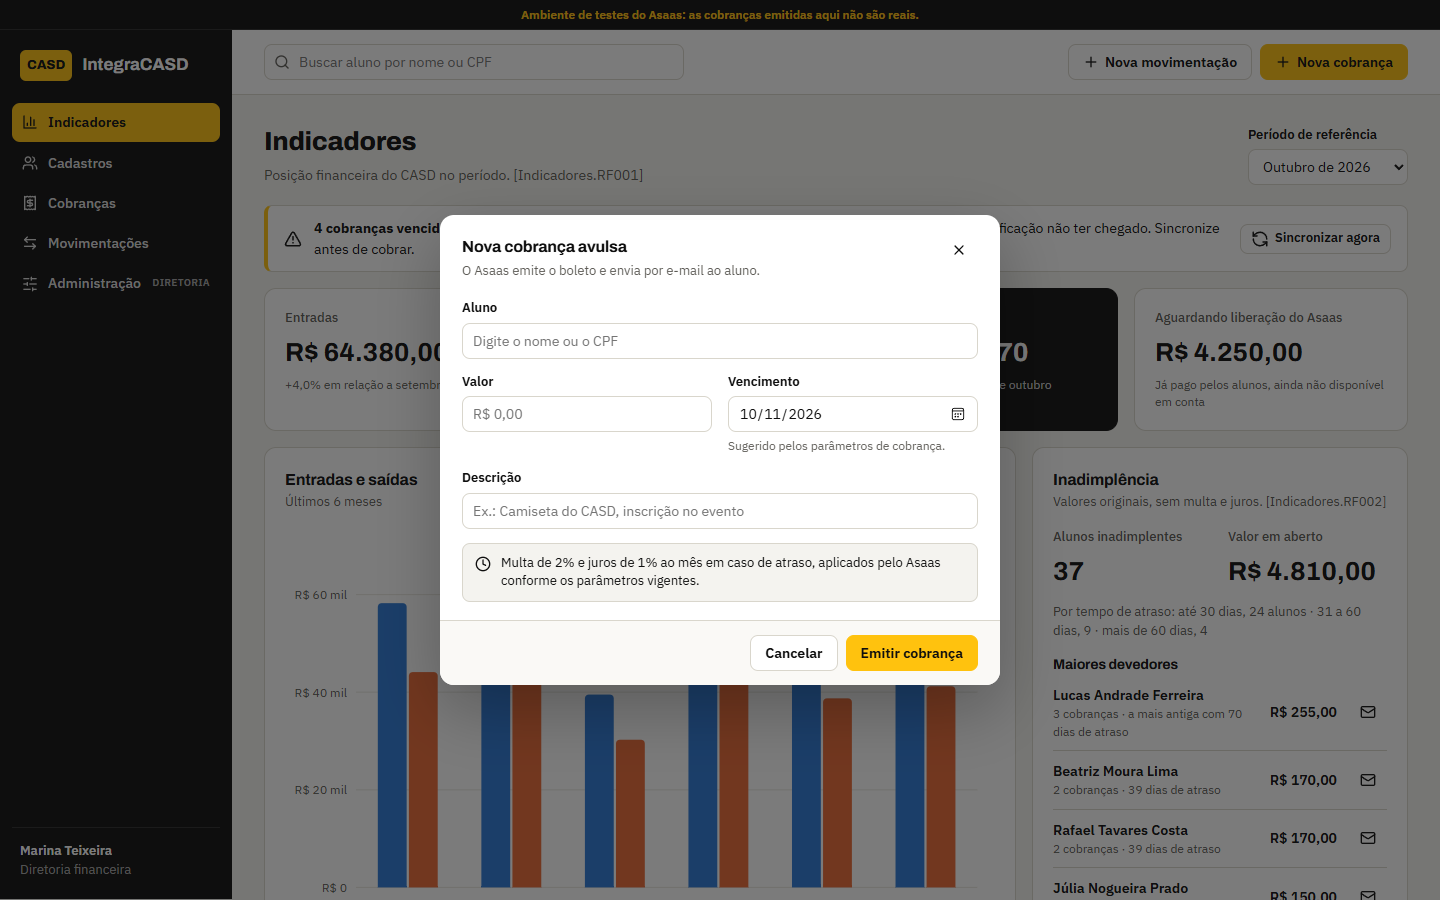 Ambiente de testes do Asaas: as cobranças emitidas aqui não são reais.
CASD IntegraCASD
Buscar aluno por nome ou CPF
Nova movimentação
Nova cobrança
Indicadores
Cadastros
Cobranças
Movimentações
Administração DIRETORIA
Marina Teixeira
Diretoria financeira
Indicadores
Posição financeira do CASD no período. [Indicadores.RF001]
Período de referência
Outubro de 2026
4 cobranças vencid
ficação não ter chegado. Sincronize
antes de cobrar.
Sincronizar agora
Entradas
R$ 64.380,00
+4,0% em relação a setemb
70
e outubro
Aguardando liberação do Asaas
R$ 4.250,00
Já pago pelos alunos, ainda não disponível
em conta
Nova cobrança avulsa
O Asaas emite o boleto e envia por e-mail ao aluno.
Aluno
Digite o nome ou o CPF
Valor
R$ 0,00
Vencimento
10/11/2026
Sugerido pelos parâmetros de cobrança.
Descrição
Ex.: Camiseta do CASD, inscrição no evento
Multa de 2% e juros de 1% ao mês em caso de atraso, aplicados pelo Asaas
conforme os parâmetros vigentes.
Cancelar
Emitir cobrança
Entradas e saídas
Últimos 6 meses
R$ 60 mil
R$ 40 mil
R$ 20 mil
R$ 0
Inadimplência
Valores originais, sem multa e juros. [Indicadores.RF002]
Alunos inadimplentes
37
Valor em aberto
R$ 4.810,00
Por tempo de atraso: até 30 dias, 24 alunos · 31 a 60
dias, 9 · mais de 60 dias, 4
Maiores devedores
Lucas Andrade Ferreira
3 cobranças · a mais antiga com 70
dias de atraso
R$ 255,00
Beatriz Moura Lima
2 cobranças · 39 dias de atraso
R$ 170,00
Rafael Tavares Costa
2 cobranças · 39 dias de atraso
R$ 170,00
Júlia Nogueira Prado
R$ 150,00